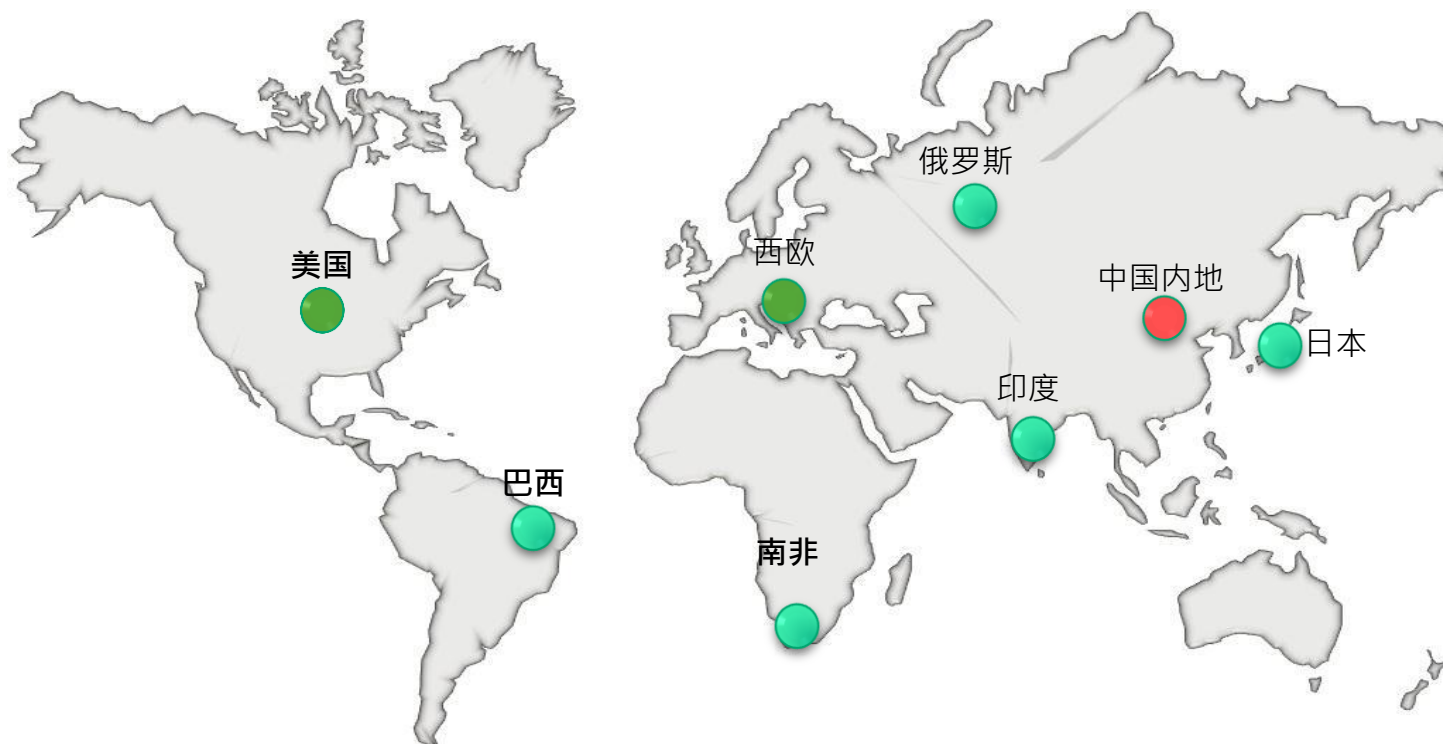 俄罗斯
西欧
美国
中国内地
日本
印度
巴西
南非